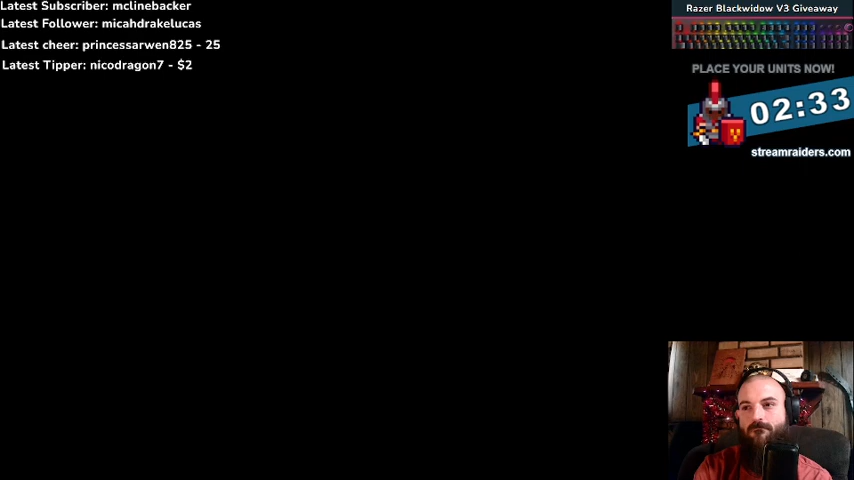 Latest Subscriber: mclinebacker
Latest Follower: micahdrakelucas
Latest cheer: princessarwen825 - 25
Latest Tipper: nicodragon7 - $2
Razer Blackwidow V3 Giveaway
PLACE YOUR UNITS NOW!
02:33
streamraiders.com